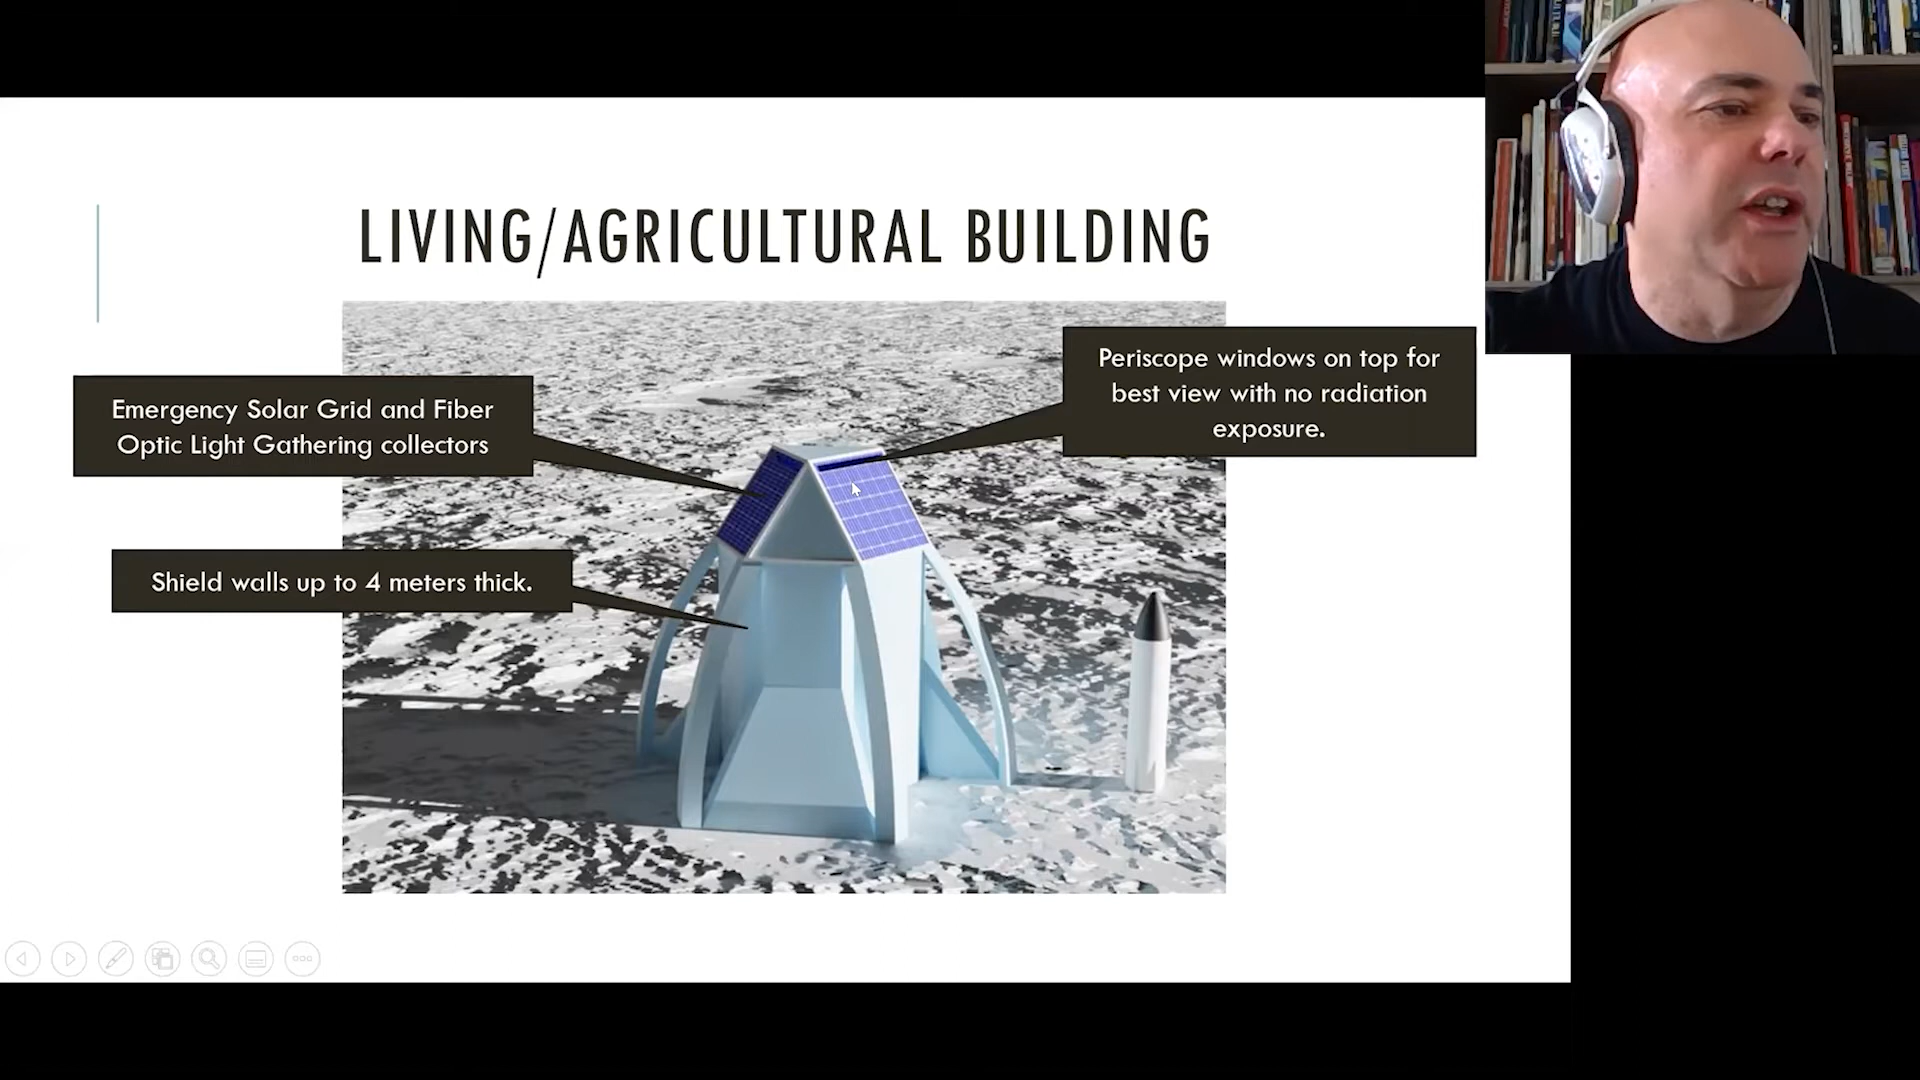 LIVING/AGRICULTURAL BUILDING
Periscope windows on top for
best view with no radiation
exposure.
Emergency Solar Grid and Fiber
Optic Light Gathering collectors
Shield walls up to 4 meters thick.